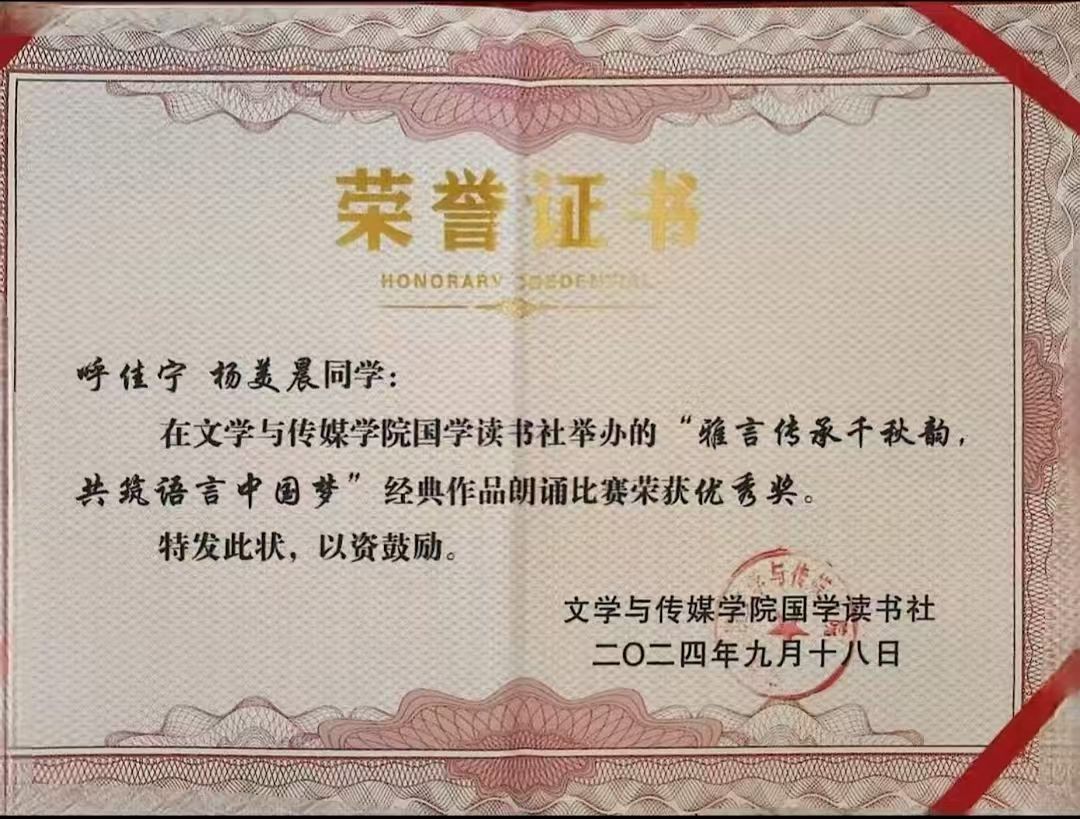 荣誉证书
HONORARY CREDENTIAL
呼佳宁 杨美晨同学：
在文学与传媒学院国学读书社举办的“雅言传承千秋韵，
共筑语言中国梦”经典作品朗诵比赛荣获优秀奖。
特发此状，以资鼓励。
与传
文学与传媒学院国学读书社
二〇二四年九月十八日